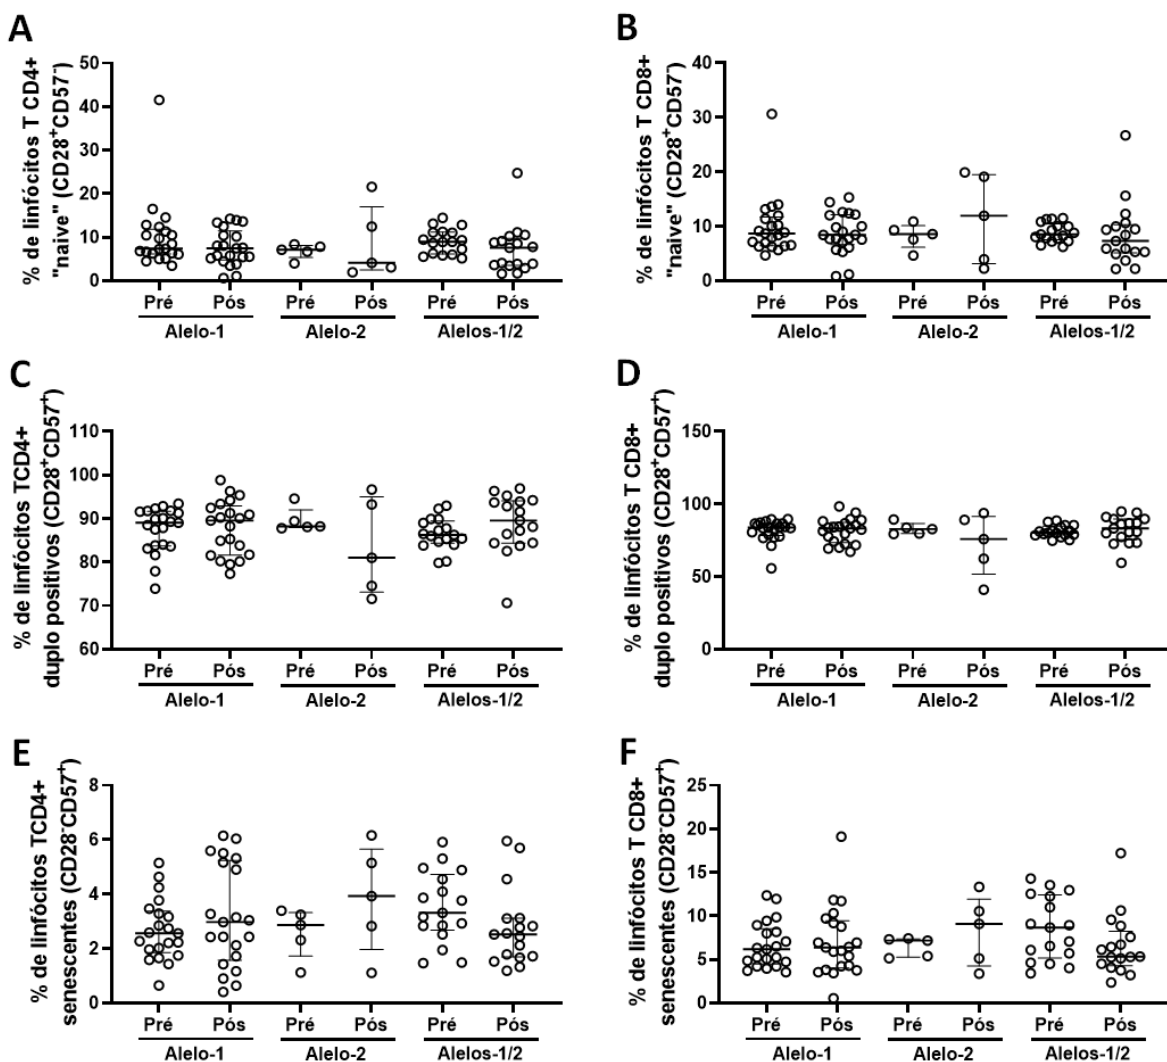 A
% de linfócitos T CD4+
"naive" (CD28⁺CD57⁻)
50
40
30
20
10
0
Pré Pós Pré Pós Pré Pós
Alelo-1 Alelo-2 Alelos-1/2
B
% de linfócitos T CD8+
"naive" (CD28⁺CD57⁻)
40
30
20
10
0
Pré Pós Pré Pós Pré Pós
Alelo-1 Alelo-2 Alelos-1/2
C
% de linfócitos TCD4+
duplo positivos (CD28⁺CD57⁺)
110
100
90
80
70
60
Pré Pós Pré Pós Pré Pós
Alelo-1 Alelo-2 Alelos-1/2
D
% de linfócitos T CD8+
duplo positivos (CD28⁺CD57⁺)
150
100
50
0
Pré Pós Pré Pós Pré Pós
Alelo-1 Alelo-2 Alelos-1/2
E
% de linfócitos TCD4+
senescentes (CD28⁻CD57⁺)
8
6
4
2
0
Pré Pós Pré Pós Pré Pós
Alelo-1 Alelo-2 Alelos-1/2
F
% de linfócitos T CD8+
senescentes (CD28⁻CD57⁺)
25
20
15
10
5
0
Pré Pós Pré Pós Pré Pós
Alelo-1 Alelo-2 Alelos-1/2